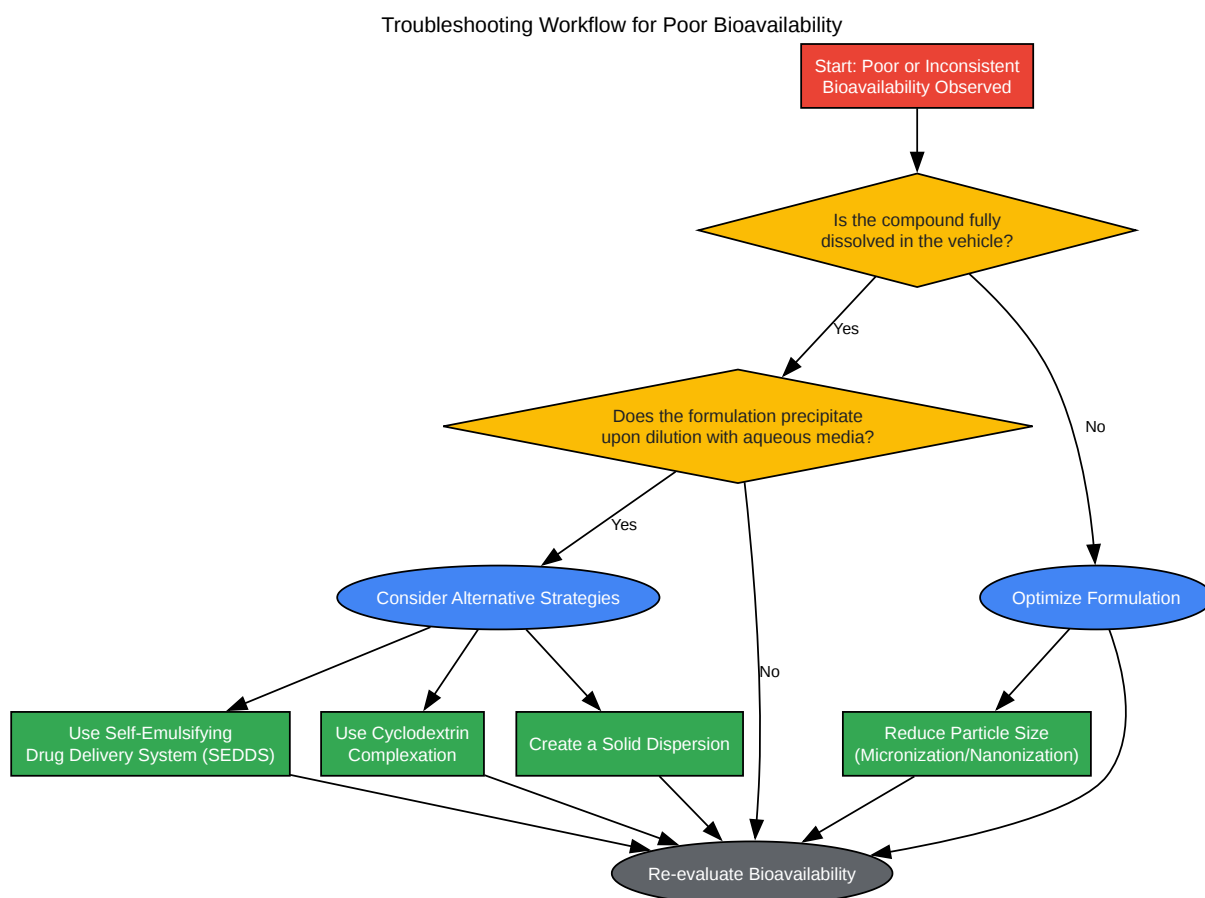 Troubleshooting Workflow for Poor Bioavailability
Start: Poor or Inconsistent
Bioavailability Observed
Is the compound fully
dissolved in the vehicle?
Yes
No
Does the formulation precipitate
upon dilution with aqueous media?
Yes
No
Consider Alternative Strategies
Optimize Formulation
Use Self-Emulsifying
Drug Delivery System (SEDDS)
Use Cyclodextrin
Complexation
Create a Solid Dispersion
Reduce Particle Size
(Micronization/Nanonization)
Re-evaluate Bioavailability